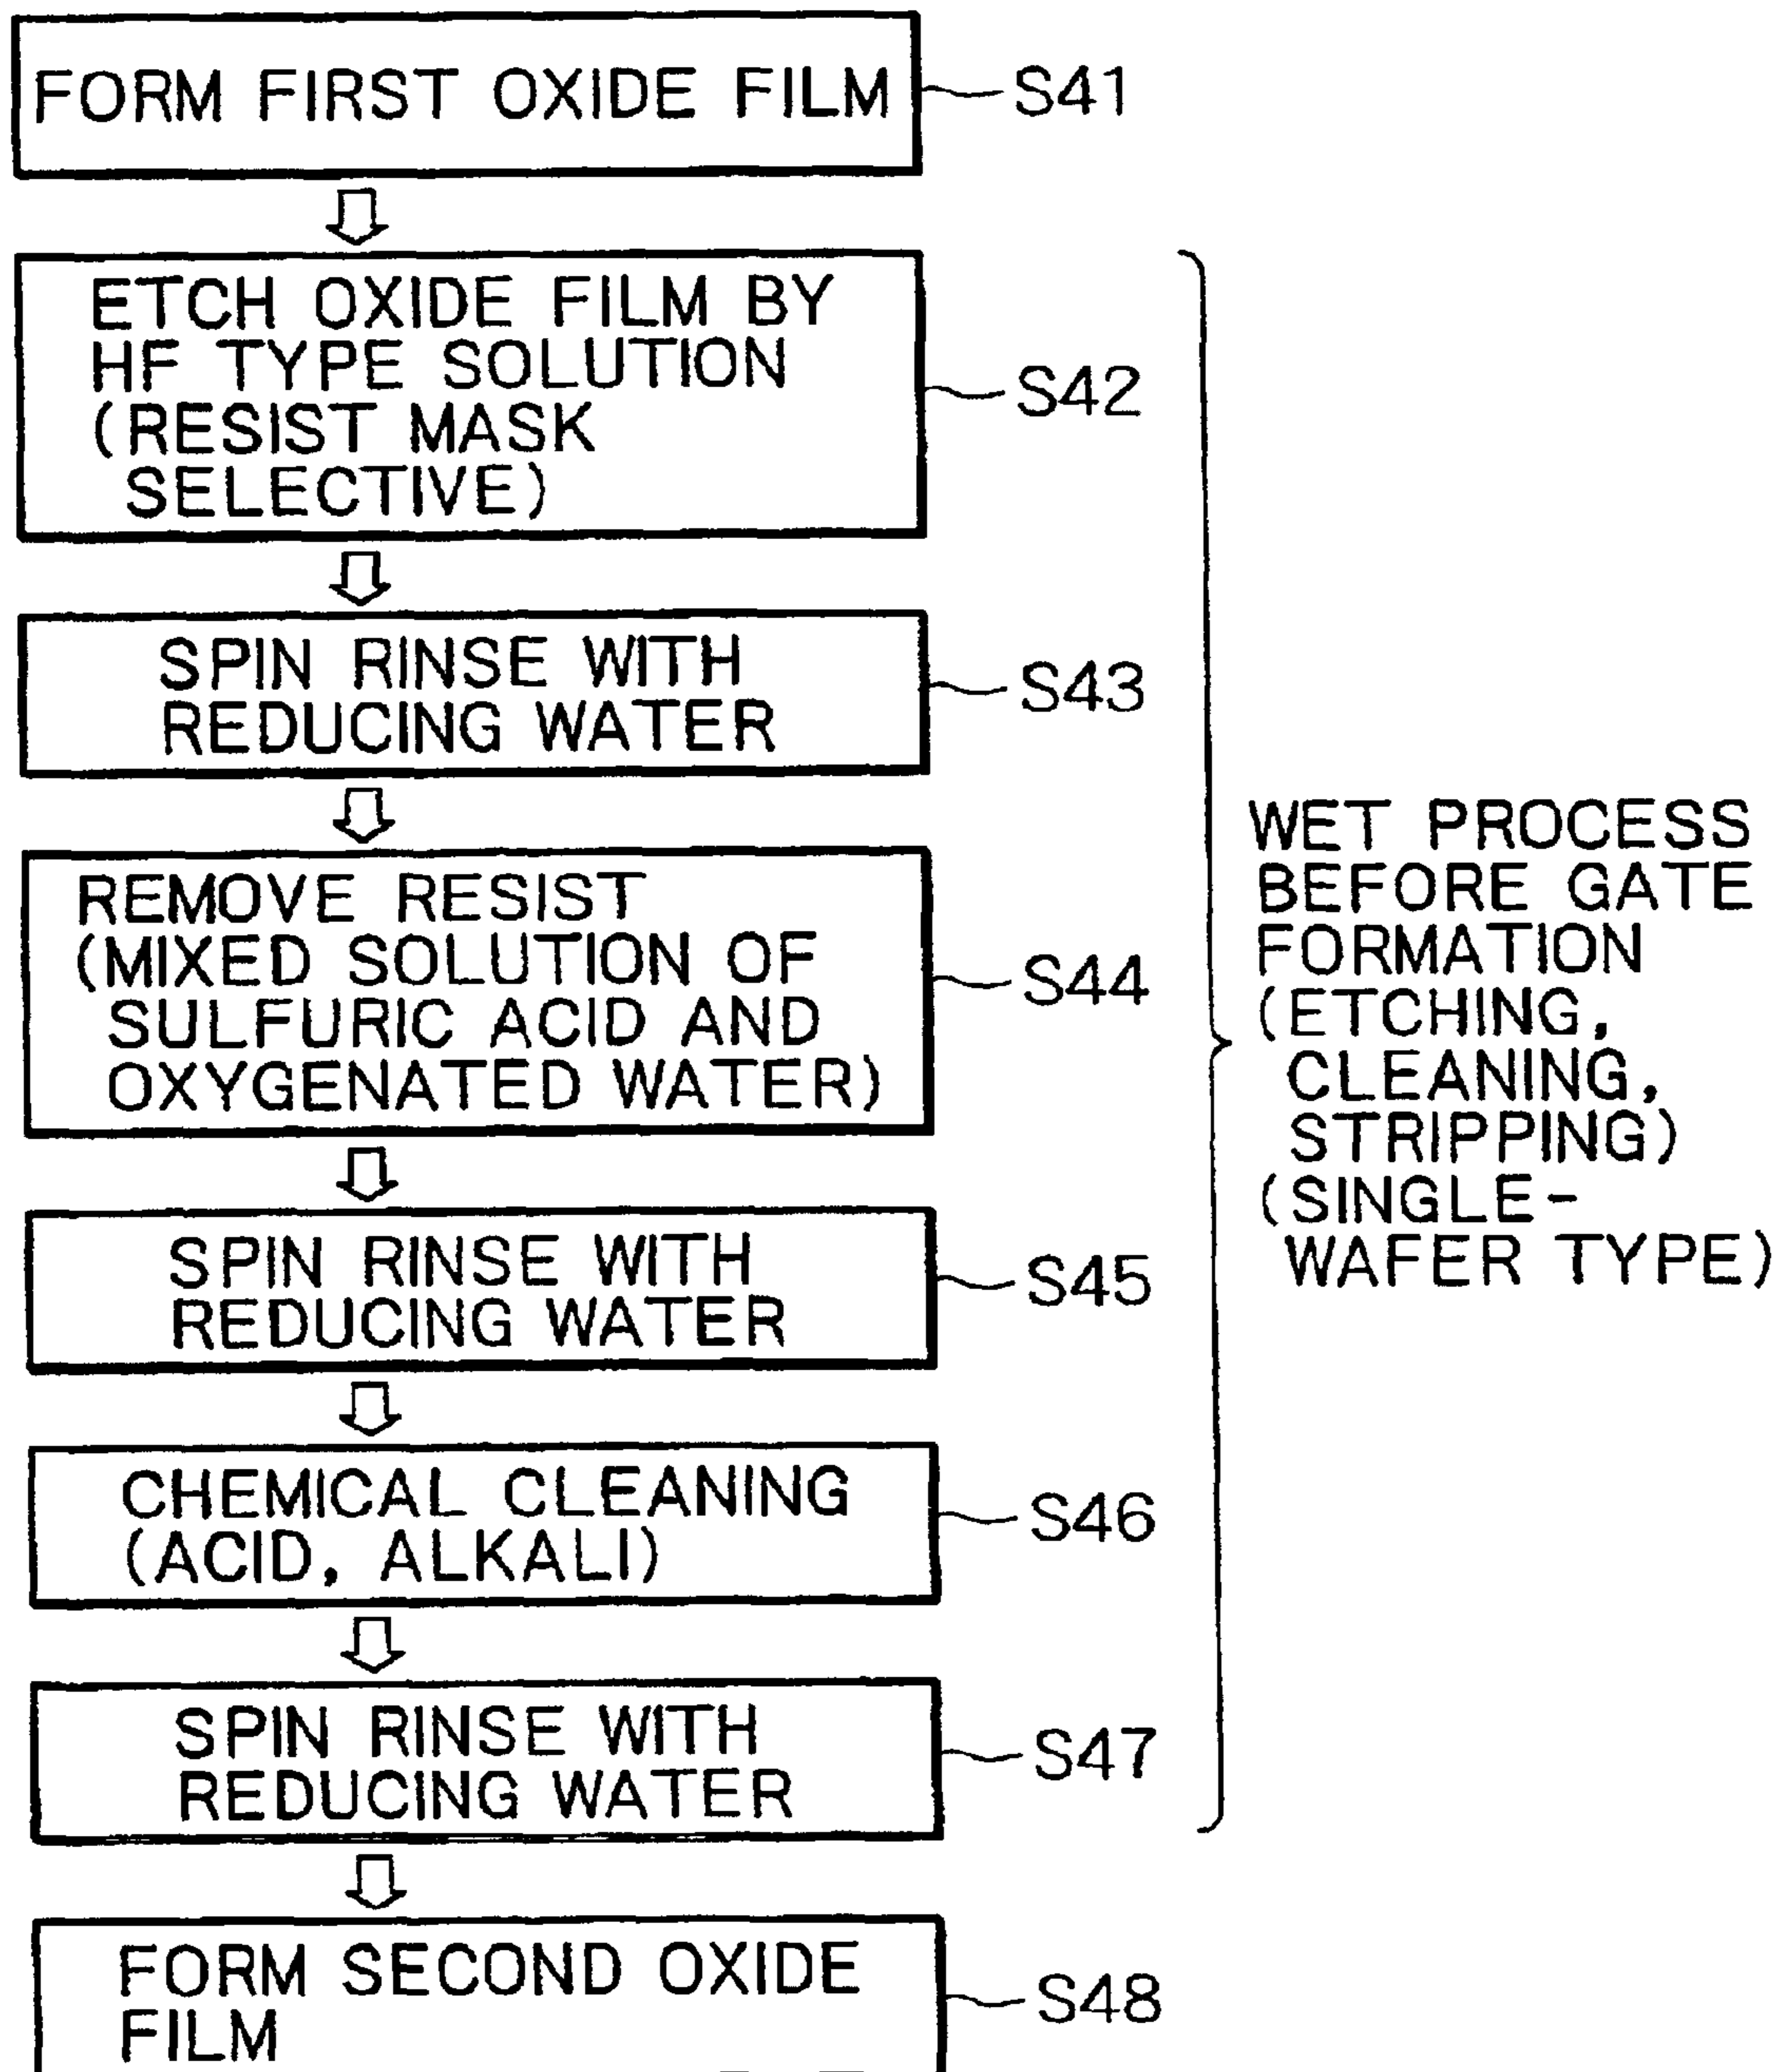 FORM FIRST OXIDE FILM
S41
ETCH OXIDE FILM BY
HF TYPE SOLUTION
(RESIST MASK
SELECTIVE)
S42
SPIN RINSE WITH
REDUCING WATER
S43
REMOVE RESIST
(MIXED SOLUTION OF
SULFURIC ACID AND
OXYGENATED WATER)
S44
SPIN RINSE WITH
REDUCING WATER
S45
CHEMICAL CLEANING
(ACID, ALKALI)
S46
SPIN RINSE WITH
REDUCING WATER
S47
FORM SECOND OXIDE
FILM
S48
WET PROCESS
BEFORE GATE
FORMATION
(ETCHING,
CLEANING,
STRIPPING)
(SINGLE-
WAFER TYPE)